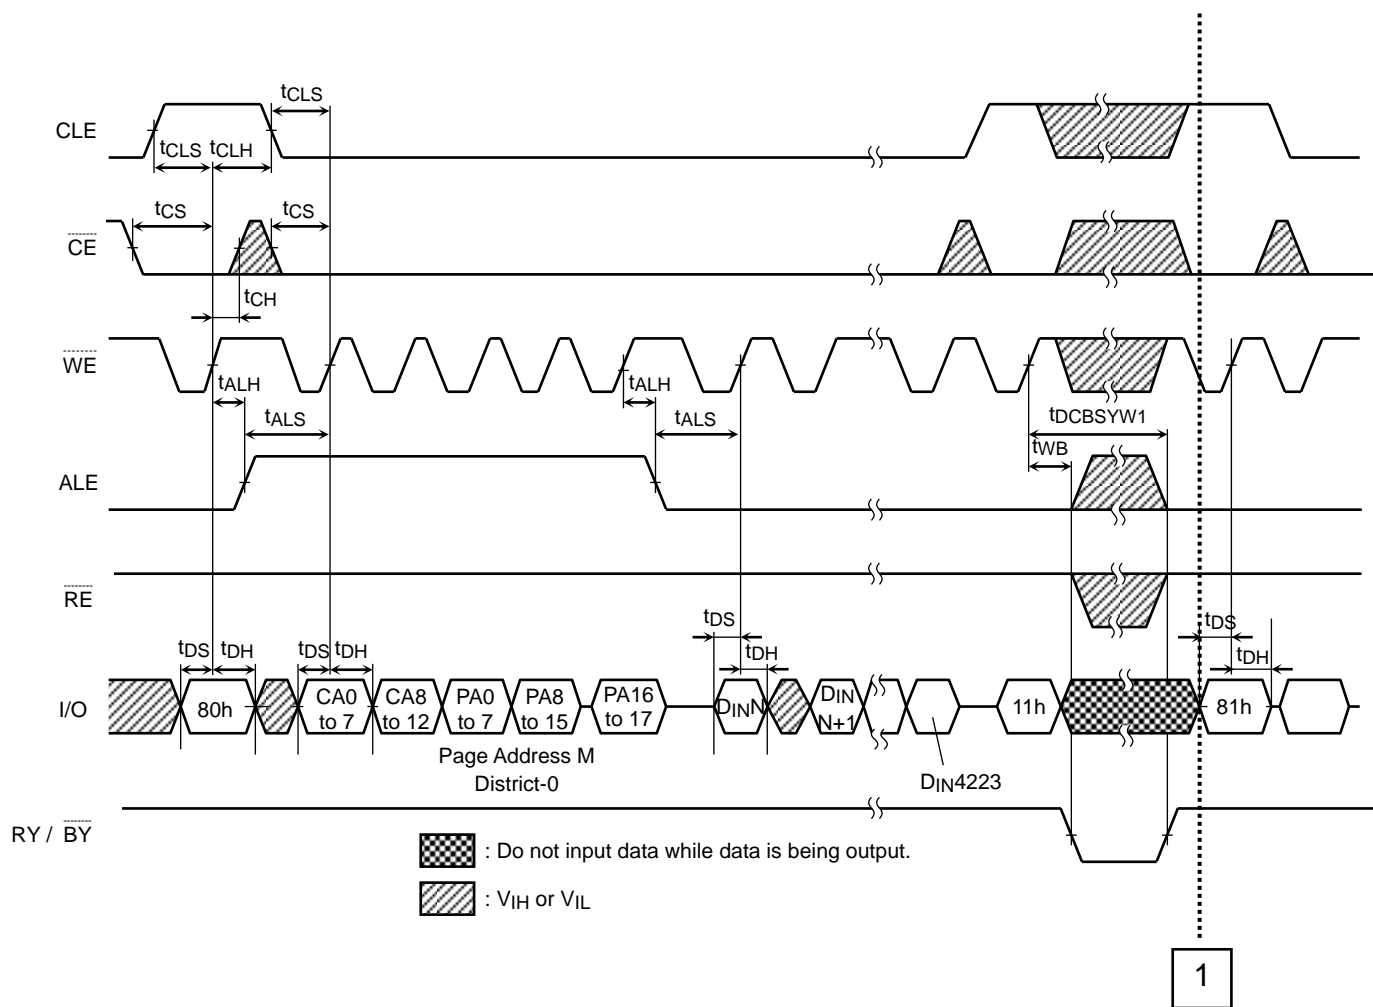 tCLS
CLE
tCLS tCLH
tCS tCS
CE
tCH
WE
tALH tALH
tALS tALS tDCBSYW1
tWB
ALE
RE
tDS tDH tDS tDH tDS tDH tDS tDH
I/O 80h CA0 to 7 CA8 to 12 PA0 to 7 PA8 to 15 PA16 to 17 DINN DIN N+1 11h 81h
Page Address M
District-0
DIN4223
RY / BY
: Do not input data while data is being output.
: VIH or VIL
1